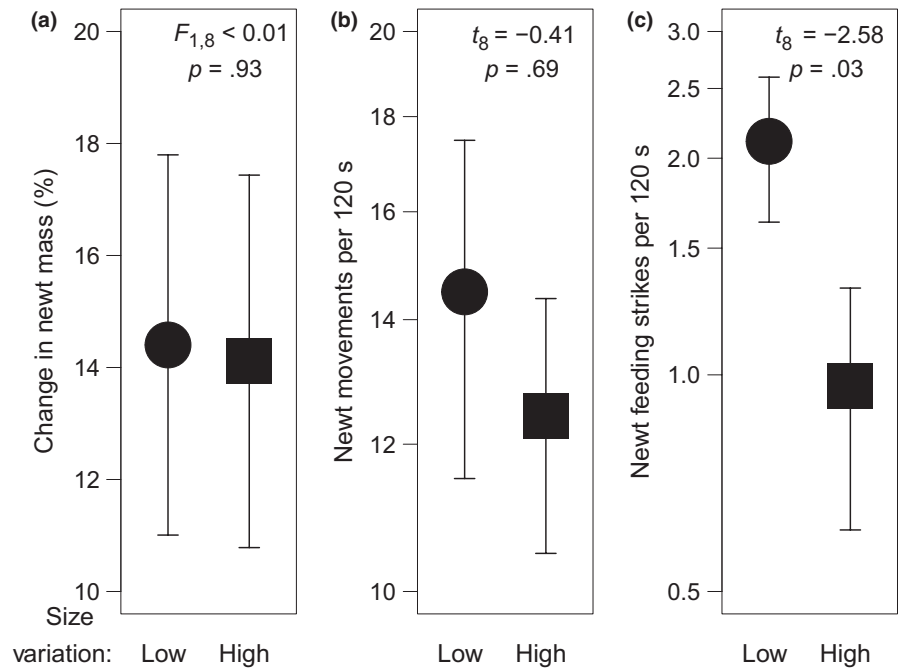 (a)
F1,8 < 0.01
p = .93
Change in newt mass (%)
20
18
16
14
12
10
(b)
t8 = −0.41
p = .69
Newt movements per 120 s
20
18
16
14
12
10
(c)
t8 = −2.58
p = .03
Newt feeding strikes per 120 s
3.0
2.5
2.0
1.5
1.0
0.5
Size
variation: Low High Low High Low High